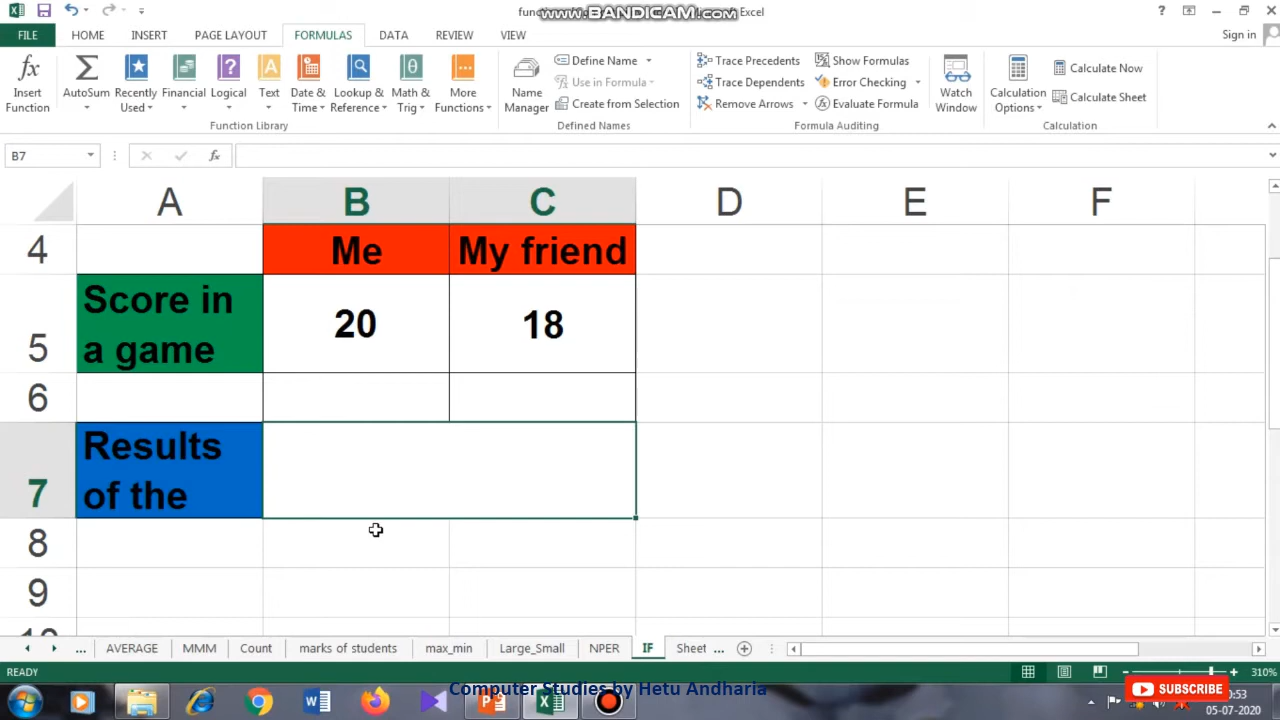 www.BANDICAM.com
Excel
Sign in
FILE
HOME
INSERT
PAGE LAYOUT
FORMULAS
DATA
REVIEW
VIEW
Insert Function
AutoSum
Recently Used
Financial
Logical
Text
Date & Time
Lookup & Reference
Math & Trig
More Functions
Function Library
Name Manager
Define Name
Use in Formula
Create from Selection
Defined Names
Trace Precedents
Trace Dependents
Remove Arrows
Show Formulas
Error Checking
Evaluate Formula
Formula Auditing
Watch Window
Calculation Options
Calculate Now
Calculate Sheet
Calculation
B7
fx
A B C D E F
4 Me My friend
Score in
5 a game 20 18
6
Results
7 of the
8
9
10
... AVERAGE MMM Count marks of students max_min Large_Small NPER IF Sheet ...
READY
310%
Computer Studies by Hetu Andharia
SUBSCRIBE
0:53
05-07-2020